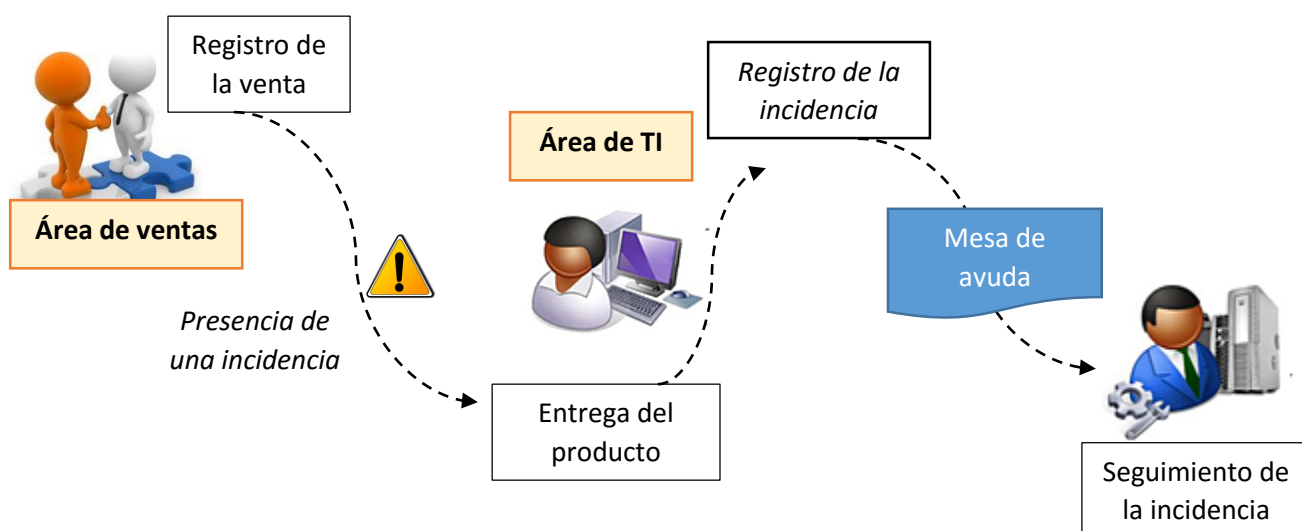 Registro de
la venta
Área de ventas
Presencia de
una incidencia
Entrega del
producto
Área de TI
Registro de la
incidencia
Mesa de
avuda
Seguimiento de
la incidencia